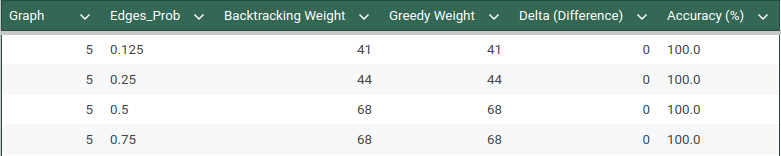 Graph Edges_Prob Backtracking Weight Greedy Weight Delta (Difference) Accuracy (%)
5 0.125 41 41 0 100.0
5 0.25 44 44 0 100.0
5 0.5 68 68 0 100.0
5 0.75 68 68 0 100.0